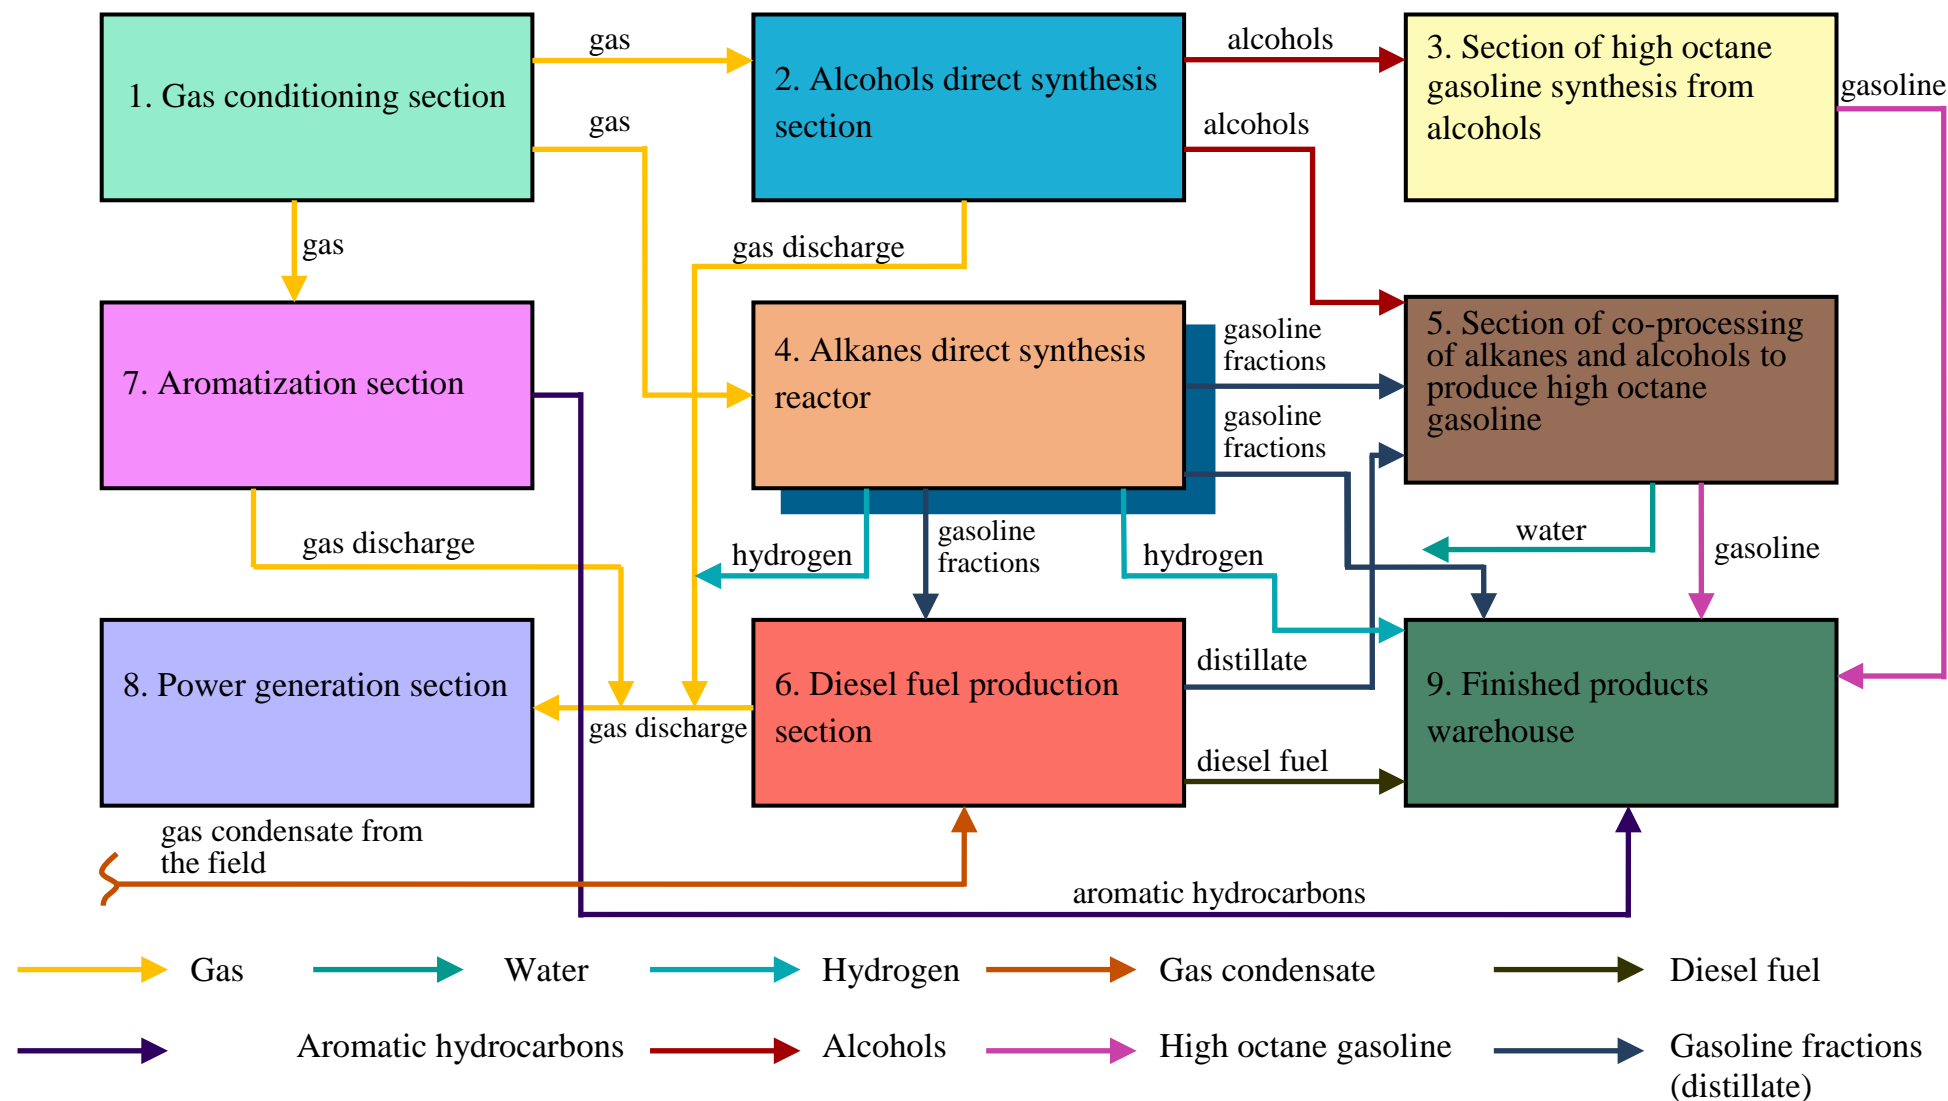 gas
alcohols
1. Gas conditioning section
2. Alcohols direct synthesis
section
3. Section of high octane
gasoline synthesis from
alcohols
gasoline
gas
alcohols
gas
gas discharge
7. Aromatization section
4. Alkanes direct synthesis
reactor
gasoline
fractions
gasoline
fractions
5. Section of co-processing
of alkanes and alcohols to
produce high octane
gasoline
gas discharge
hydrogen
gasoline
fractions
hydrogen
water
gasoline
8. Power generation section
gas discharge
6. Diesel fuel production
section
distillate
diesel fuel
9. Finished products
warehouse
gas condensate from
the field
aromatic hydrocarbons
Gas
Water
Hydrogen
Gas condensate
Diesel fuel
Aromatic hydrocarbons
Alcohols
High octane gasoline
Gasoline fractions
(distillate)